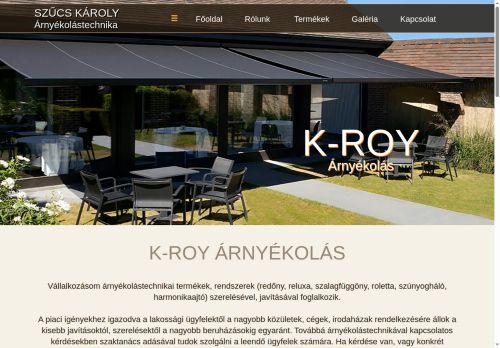 SZŰCS KÁROLY
Árnyékolástechnika
Főoldal Rólunk Termékek Galéria Kapcsolat
K-ROY
Árnyékolás
K-ROY ÁRNYÉKOLÁS
Vállalkozásom árnyékolástechnikai termékek, rendszerek (redőny, reluxa, szalagfüggöny, roletta, szúnyogháló,
harmonikaajtó) szerelésével, javításával foglalkozik.
A piaci igényekhez igazodva a lakossági ügyfelektől a nagyobb közületek, cégek, irodaházak rendelkezésére állok a
kisebb javításoktól, szerelésektől a nagyobb beruházásokig egyaránt. Továbbá árnyékolástechnikával kapcsolatos
kérdésekben szaktanács adásával tudok szolgálni a leendő ügyfelek számára. Ha kérdése van, vagy konkrét